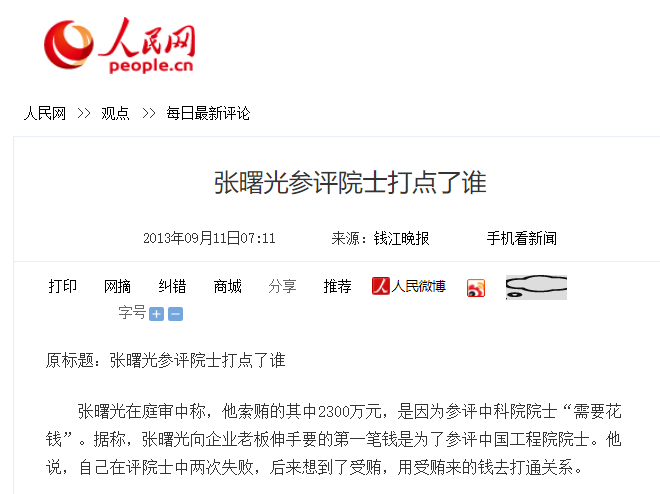 人民网
people.cn
人民网 >> 观点 >> 每日最新评论
张曙光参评院士打点了谁
2013年09月11日07:11 来源：钱江晚报 手机看新闻
打印 网摘 纠错 商城 分享 推荐 人 人民微博
字号 + −
原标题：张曙光参评院士打点了谁
张曙光在庭审中称，他索贿的其中2300万元，是因为参评中科院院士“需要花
钱”。据称，张曙光向企业老板伸手要的第一笔钱是为了参评中国工程院院士。他
说，自己在评院士中两次失败，后来想到了受贿，用受贿来的钱去打通关系。